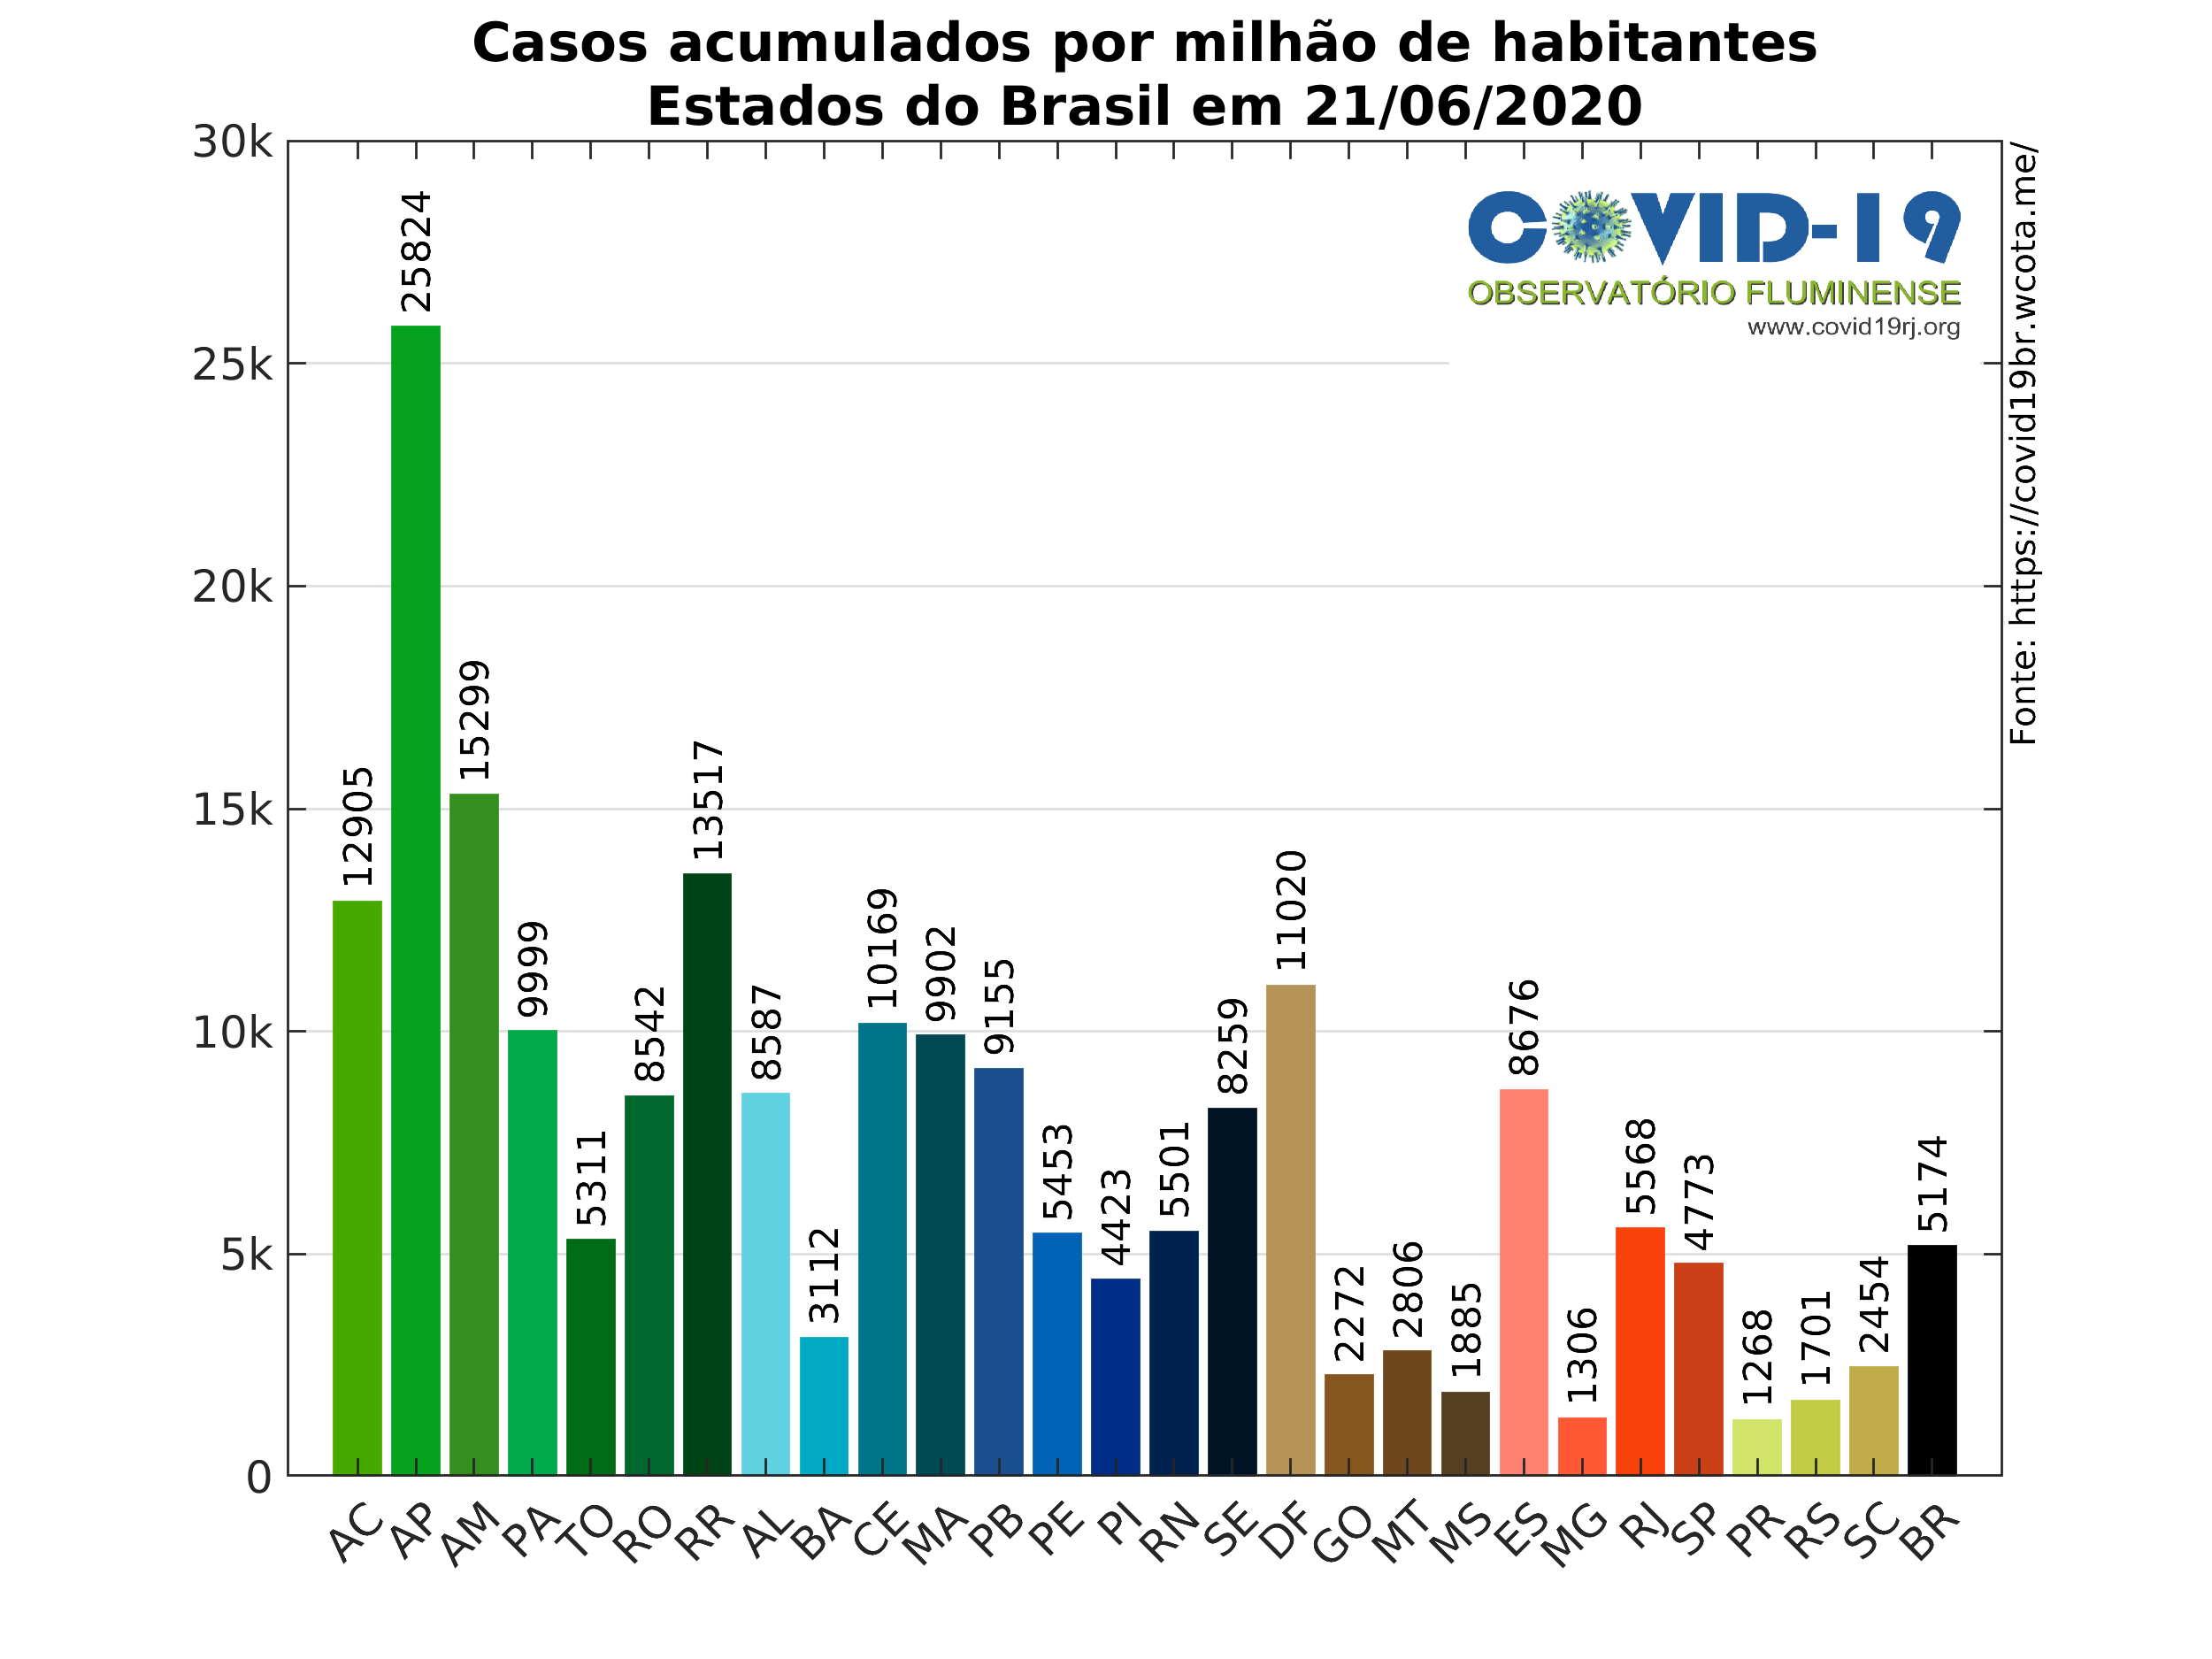 Casos acumulados por milhão de habitantes
Estados do Brasil em 21/06/2020
30k
25k
20k
15k
10k
5k
0
12905
25824
15299
9999
5311
8542
13517
8587
3112
10169
9902
9155
5453
4423
5501
8259
11020
2272
2806
1885
8676
1306
5568
4773
1268
1701
2454
5174
AC
AP
AM
PA
TO
RO
RR
AL
BA
CE
MA
PB
PE
PI
RN
SE
DF
GO
MT
MS
ES
MG
RJ
SP
PR
RS
SC
BR
COVID-19
OBSERVATÓRIO FLUMINENSE
www.covid19rj.org
Fonte: https://covid19br.wcota.me/